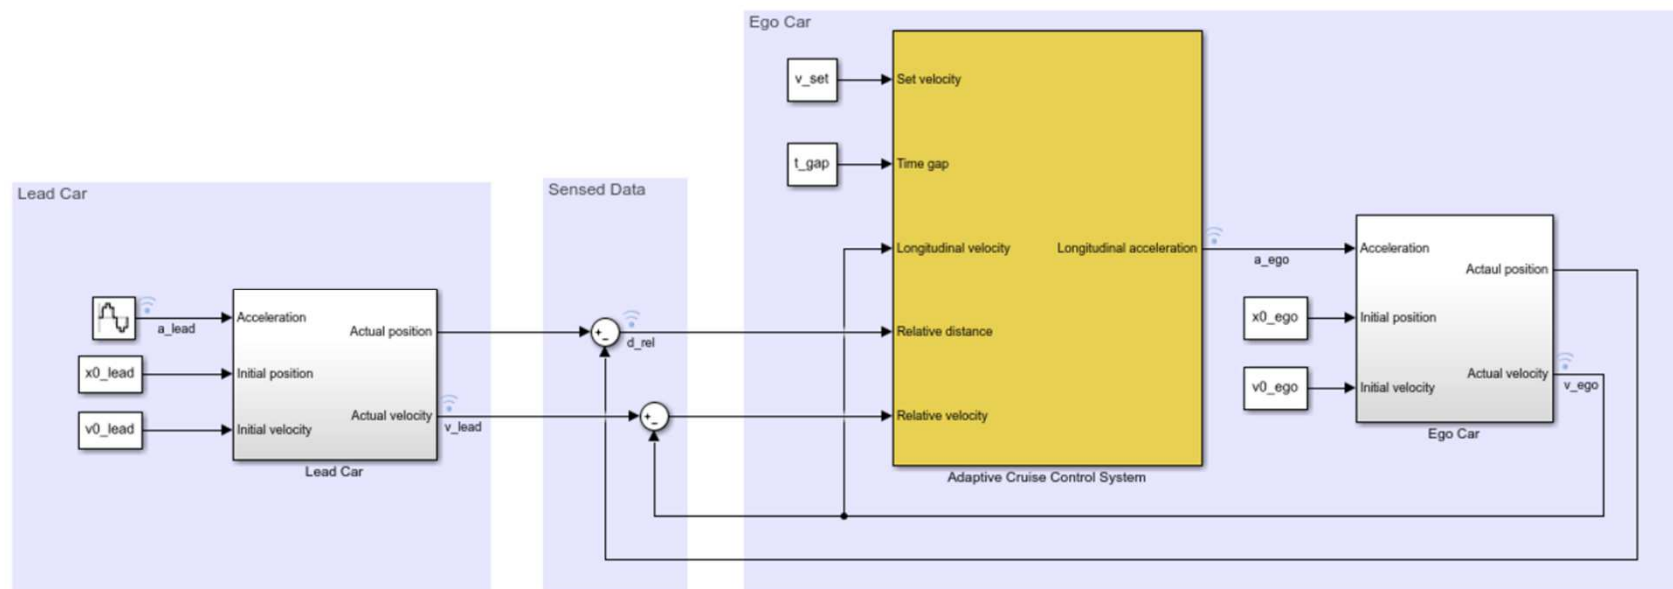 Ego Car
v_set
Set velocity
t_gap
Time gap
Lead Car
Sensed Data
Longitudinal velocity
Longitudinal acceleration
a_ego
Acceleration
Actaul position
a_lead
Acceleration
Actual position
d_rel
Relative distance
x0_ego
Initial position
x0_lead
Initial position
Actual velocity
v_lead
Relative velocity
v0_ego
Initial velocity
Actual velocity
v_ego
v0_lead
Initial velocity
Lead Car
Adaptive Cruise Control System
Ego Car